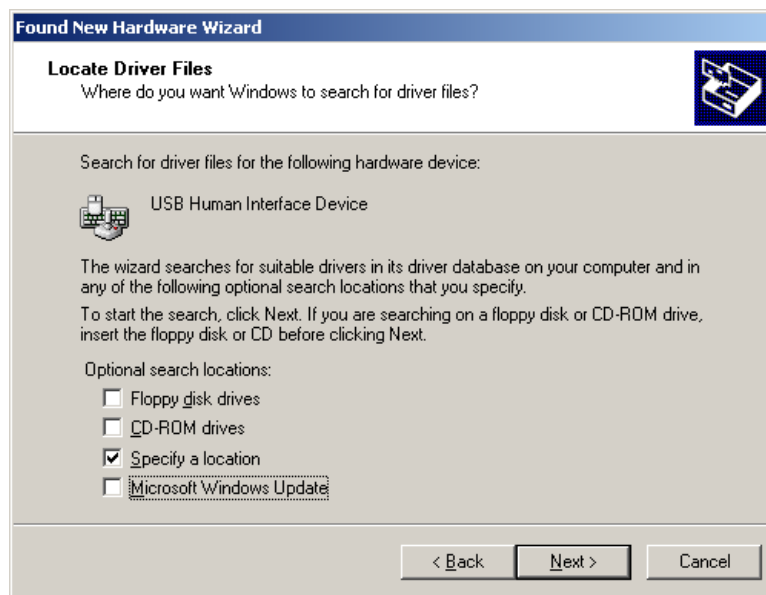 Found New Hardware Wizard
Locate Driver Files
Where do you want Windows to search for driver files?
Search for driver files for the following hardware device:
USB Human Interface Device
The wizard searches for suitable drivers in its driver database on your computer and in
any of the following optional search locations that you specify.
To start the search, click Next. If you are searching on a floppy disk or CD-ROM drive,
insert the floppy disk or CD before clicking Next.
Optional search locations:
Floppy disk drives
CD-ROM drives
Specify a location
Microsoft Windows Update
< Back Next > Cancel